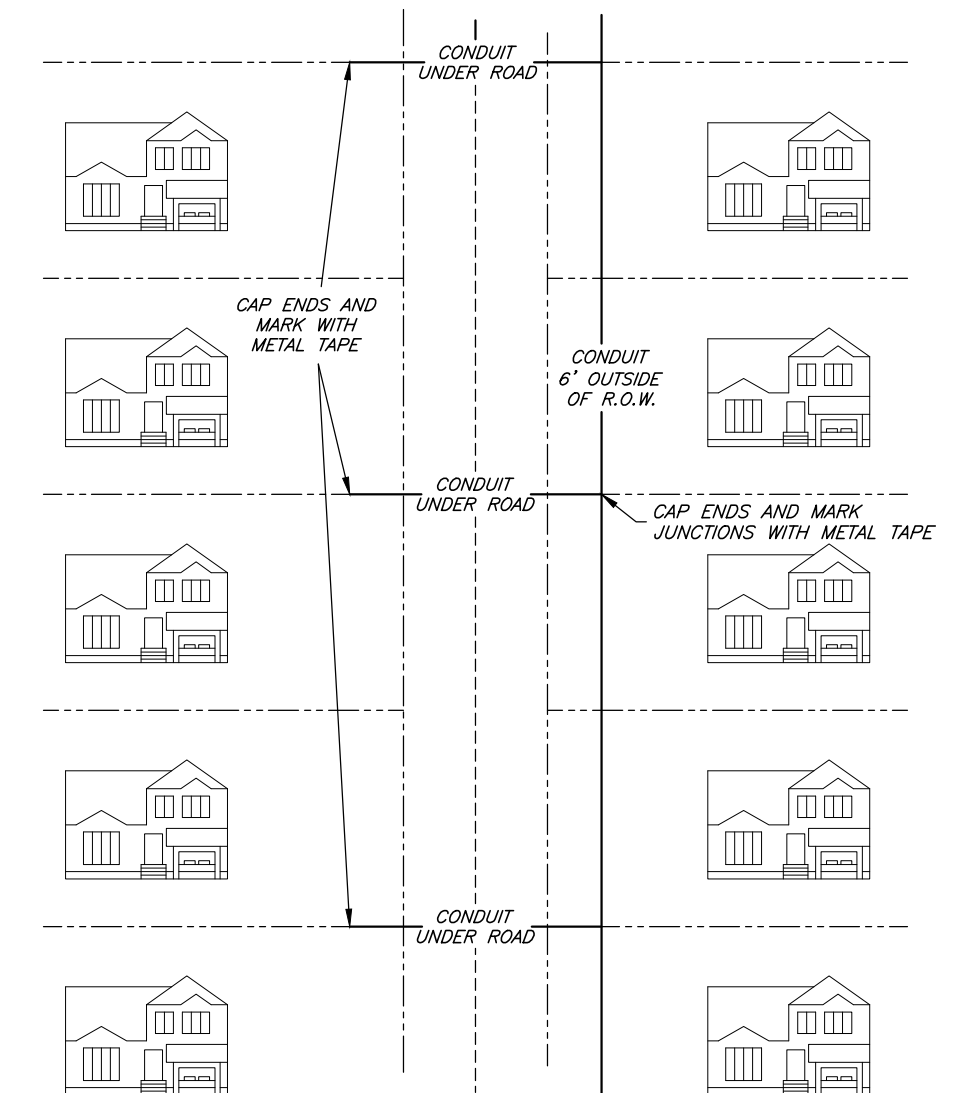 CONDUIT
UNDER ROAD
CAP ENDS AND
MARK WITH
METAL TAPE
CONDUIT
6' OUTSIDE
OF R.O.W.
CONDUIT
UNDER ROAD
CAP ENDS AND MARK
JUNCTIONS WITH METAL TAPE
CONDUIT
UNDER ROAD